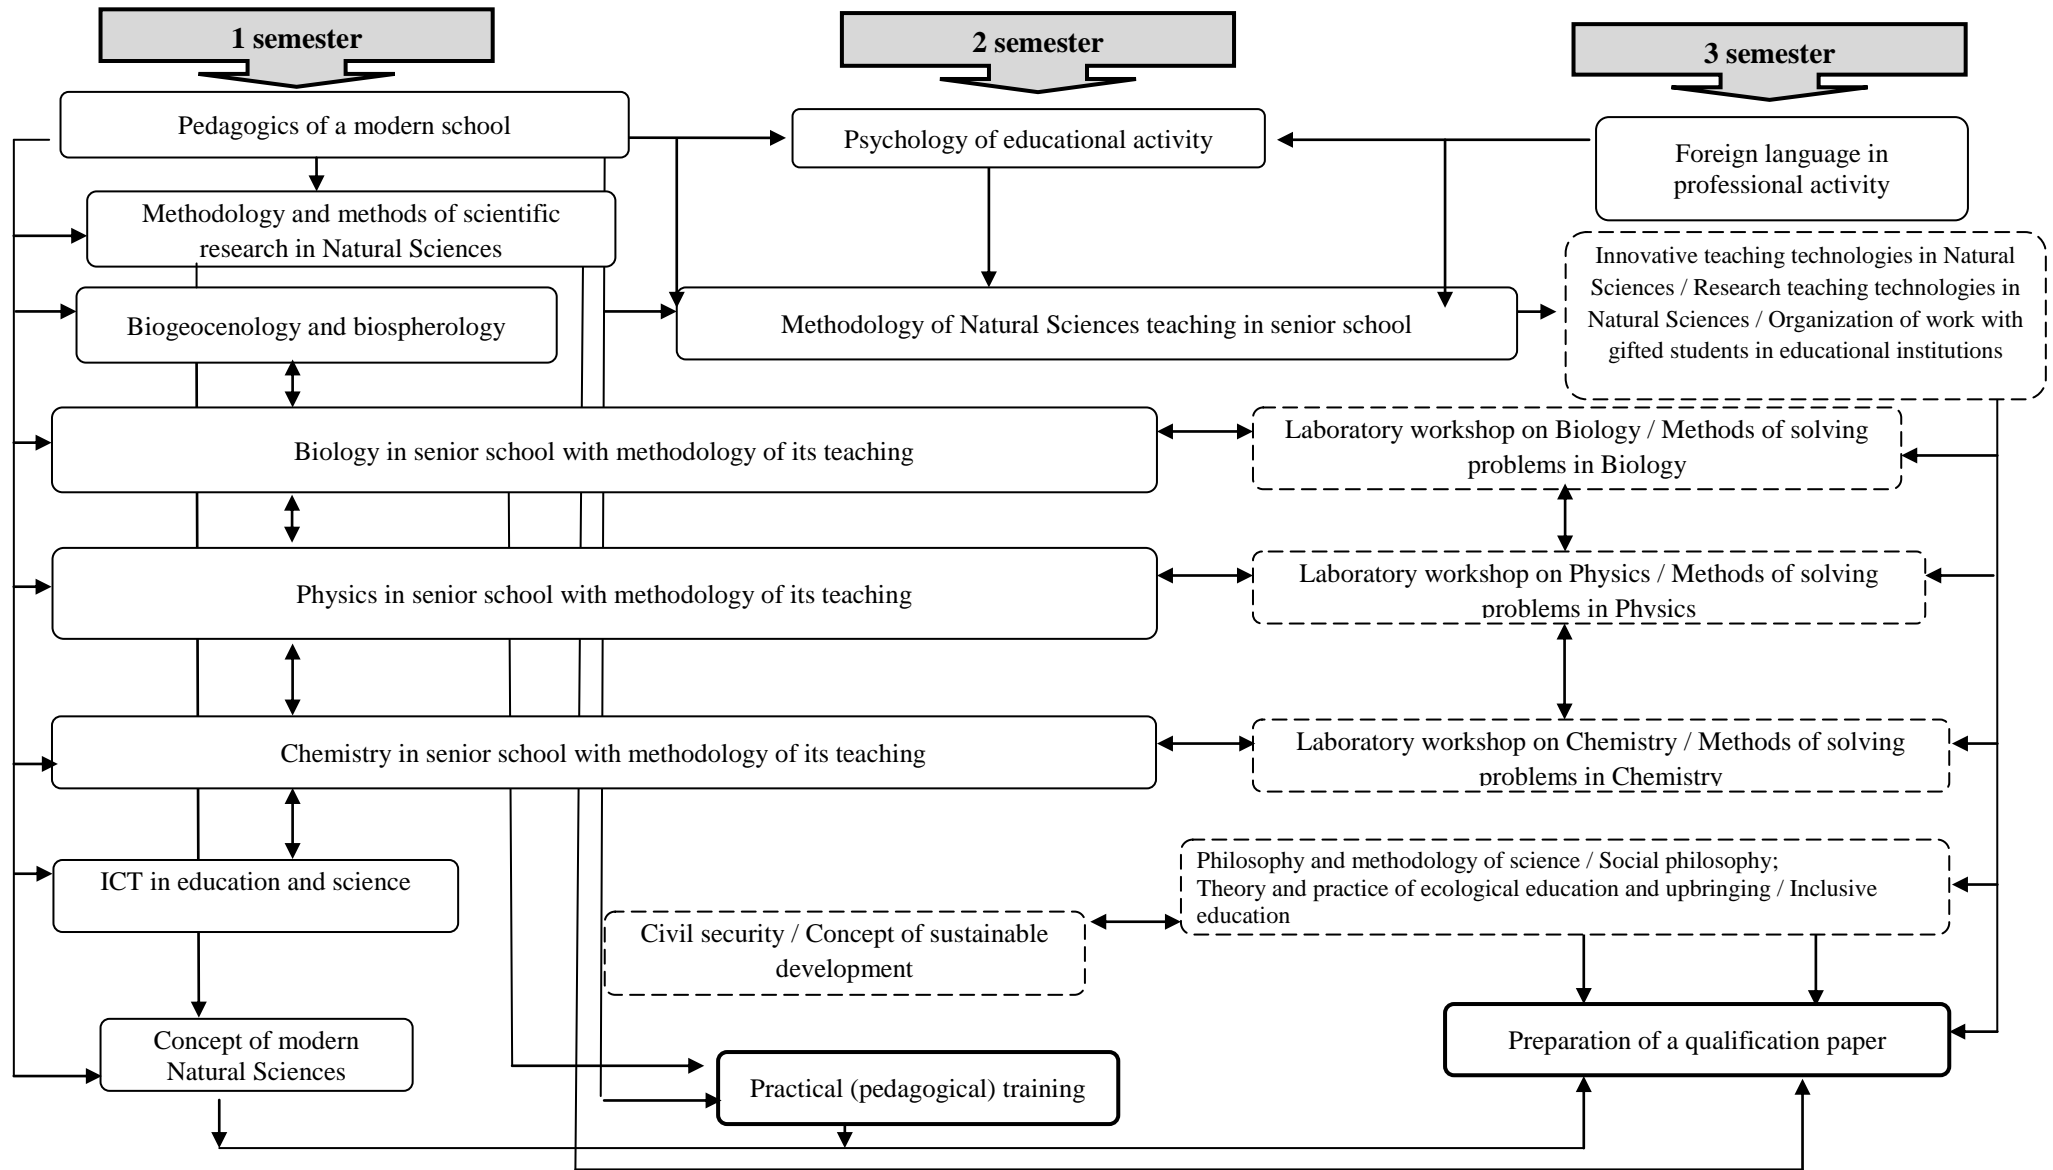 1 semester
2 semester
3 semester
Pedagogics of a modern school
Psychology of educational activity
Foreign language in
professional activity
Methodology and methods of scientific
research in Natural Sciences
Innovative teaching technologies in Natural
Sciences / Research teaching technologies in
Natural Sciences / Organization of work with
gifted students in educational institutions
Biogeocenology and biospherology
Methodology of Natural Sciences teaching in senior school
Biology in senior school with methodology of its teaching
Laboratory workshop on Biology / Methods of solving
problems in Biology
Physics in senior school with methodology of its teaching
Laboratory workshop on Physics / Methods of solving
problems in Physics
Chemistry in senior school with methodology of its teaching
Laboratory workshop on Chemistry / Methods of solving
problems in Chemistry
ICT in education and science
Philosophy and methodology of science / Social philosophy;
Theory and practice of ecological education and upbringing / Inclusive
education
Civil security / Concept of sustainable
development
Concept of modern
Natural Sciences
Preparation of a qualification paper
Practical (pedagogical) training